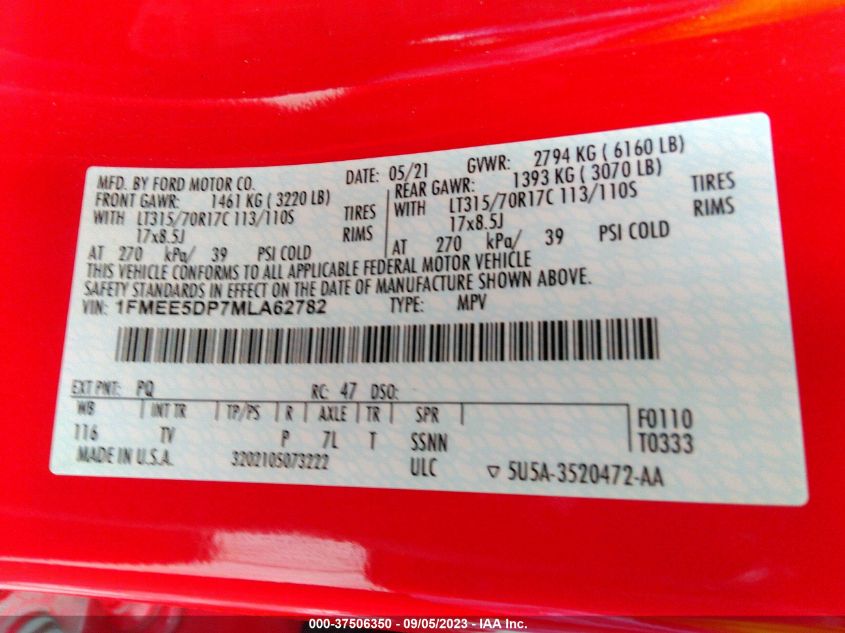 MFD. BY FORD MOTOR CO. DATE: 05/21 GVWR: 2794 KG ( 6160 LB)
FRONT GAWR: 1461 KG ( 3220 LB) REAR GAWR: 1393 KG ( 3070 LB)
WITH LT315/70R17C 113/110S TIRES WITH LT315/70R17C 113/110S TIRES
17x8.5J RIMS 17x8.5J RIMS
AT 270 kPa/ 39 PSI COLD AT 270 kPa/ 39 PSI COLD
THIS VEHICLE CONFORMS TO ALL APPLICABLE FEDERAL MOTOR VEHICLE
SAFETY STANDARDS IN EFFECT ON THE DATE OF MANUFACTURE SHOWN ABOVE.
VIN: 1FMEE5DP7MLA62782 TYPE: MPV
EXT PNT: PQ RC: 47 DSO:
WB INT TR TP/PS R AXLE TR SPR F0110
116 TV P 7L T SSNN T0333
MADE IN U.S.A. 3202105073222 ULC ▽ 5U5A-3520472-AA
000-37506350 - 09/05/2023 - IAA Inc.